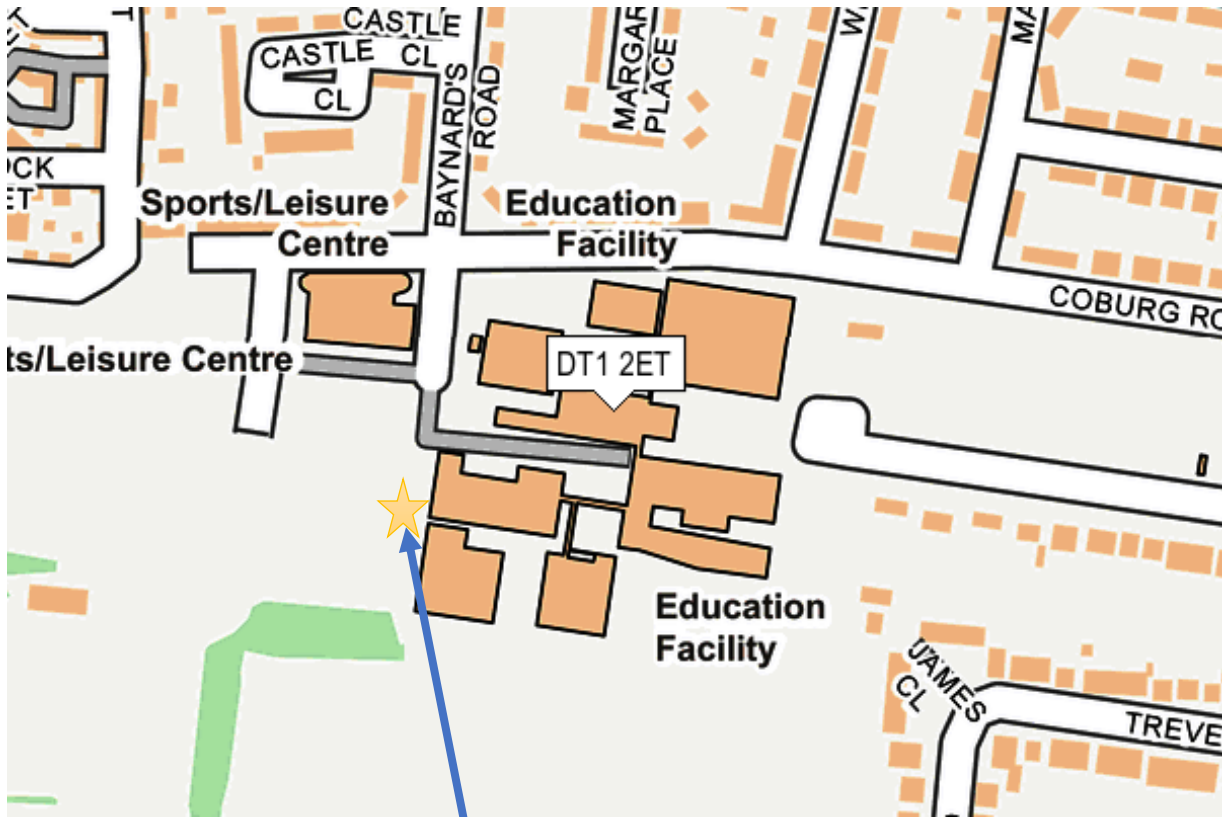 CASTLE
CL
CASTLE
CL
BAYNARD'S
ROAD
MARGAR
PLACE
Sports/Leisure
Centre
Education
Facility
COBURG RO
ts/Leisure Centre
DT1 2ET
Education
Facility
JAMES
CL
TREVE